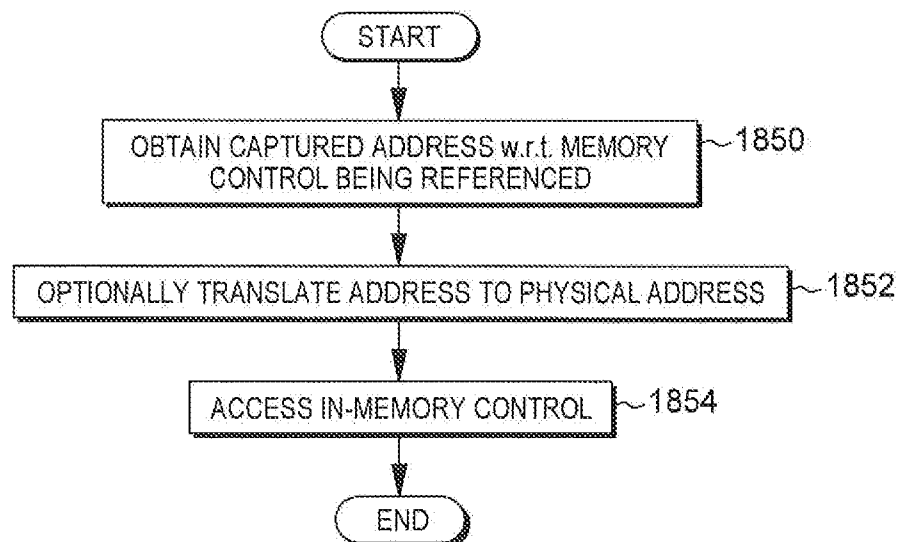 START
OBTAIN CAPTURED ADDRESS w.r.t. MEMORY
CONTROL BEING REFERENCED
1850
OPTIONALLY TRANSLATE ADDRESS TO PHYSICAL ADDRESS
1852
ACCESS IN-MEMORY CONTROL
1854
END